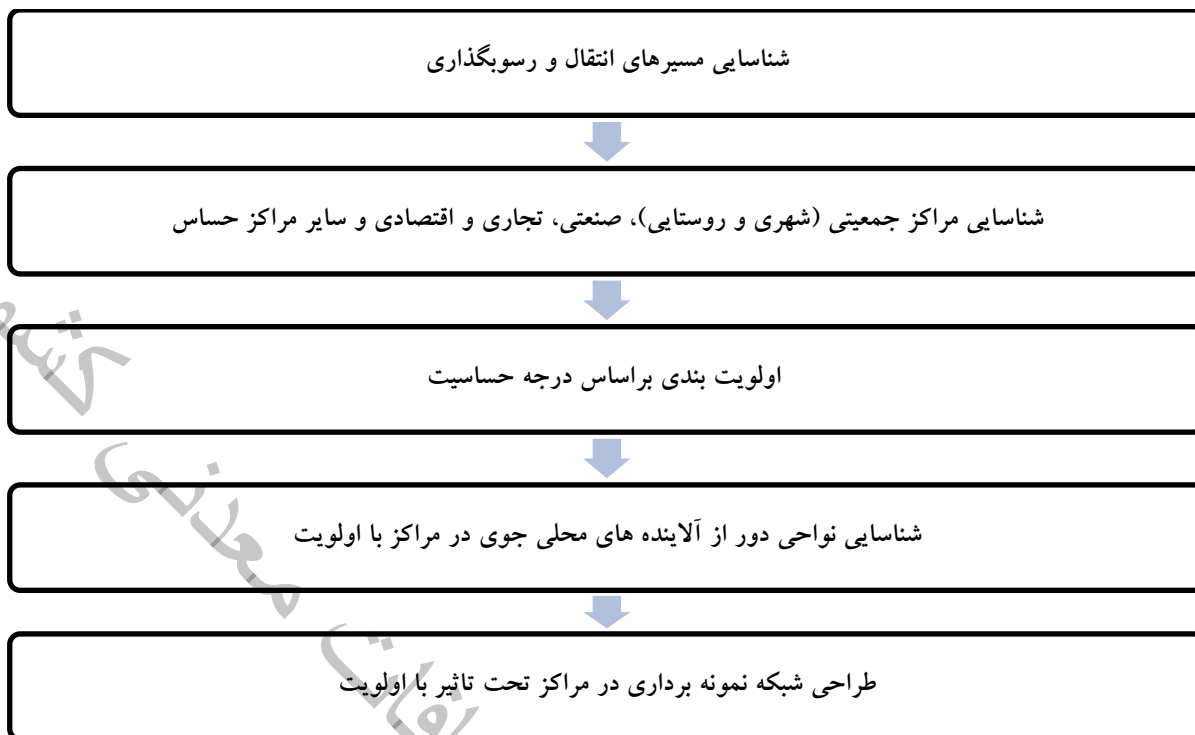 شناسایی مسیرهای انتقال و رسوبگذاری
شناسایی مراکز جمعیتی (شهری و روستایی)، صنعتی، تجاری و اقتصادی و سایر مراکز حساس
اولویت بندی براساس درجه حساسیت
شناسایی نواحی دور از آلاینده های محلی جوی در مراکز با اولویت
طراحی شبکه نمونه برداری در مراکز تحت تاثیر با اولویت
معدنی